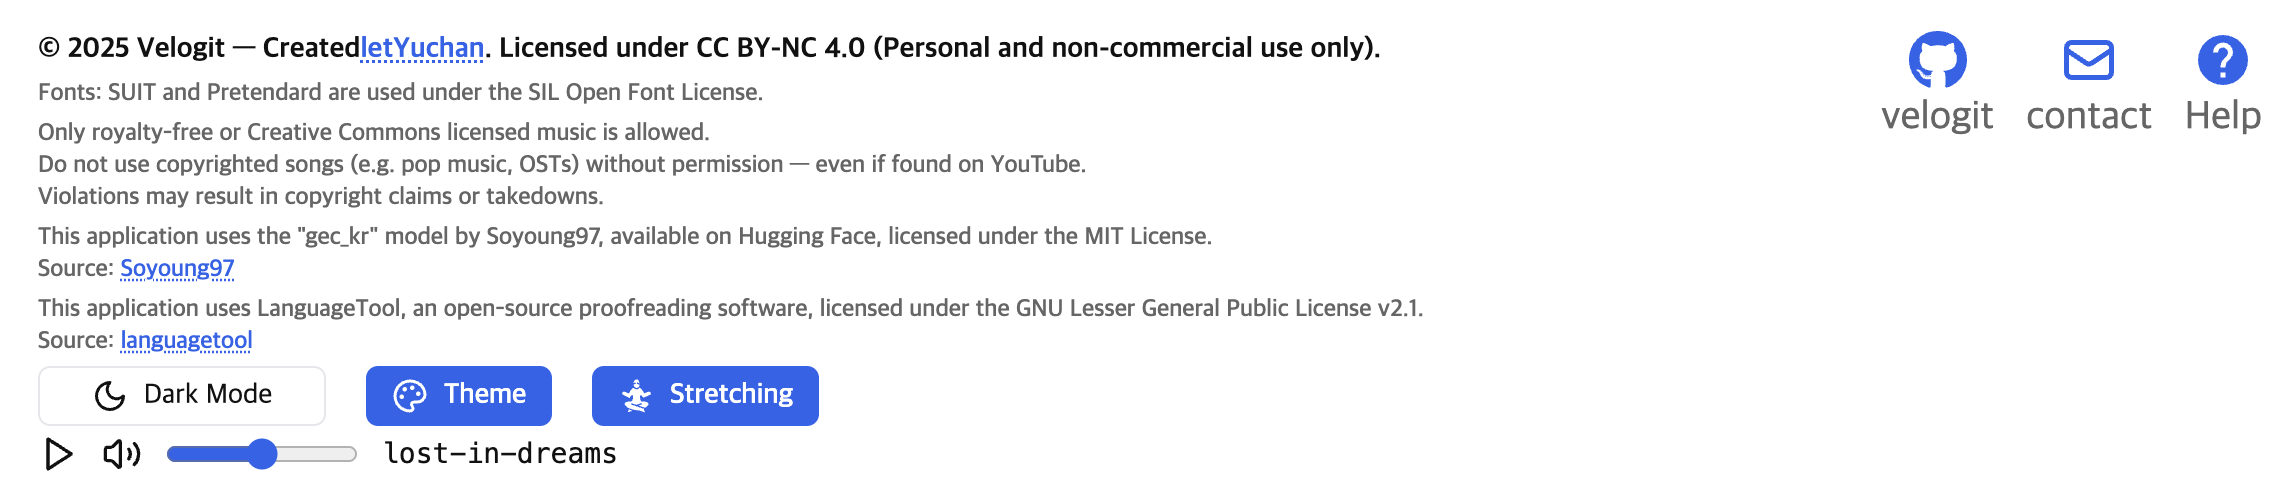 © 2025 Velogit — CreatedletYuchan. Licensed under CC BY-NC 4.0 (Personal and non-commercial use only).
Fonts: SUIT and Pretendard are used under the SIL Open Font License.
Only royalty-free or Creative Commons licensed music is allowed.
Do not use copyrighted songs (e.g. pop music, OSTs) without permission — even if found on YouTube.
Violations may result in copyright claims or takedowns.
This application uses the "gec_kr" model by Soyoung97, available on Hugging Face, licensed under the MIT License.
Source: Soyoung97
This application uses LanguageTool, an open-source proofreading software, licensed under the GNU Lesser General Public License v2.1.
Source: languagetool
Dark Mode
Theme
Stretching
lost-in-dreams
velogit
contact
Help